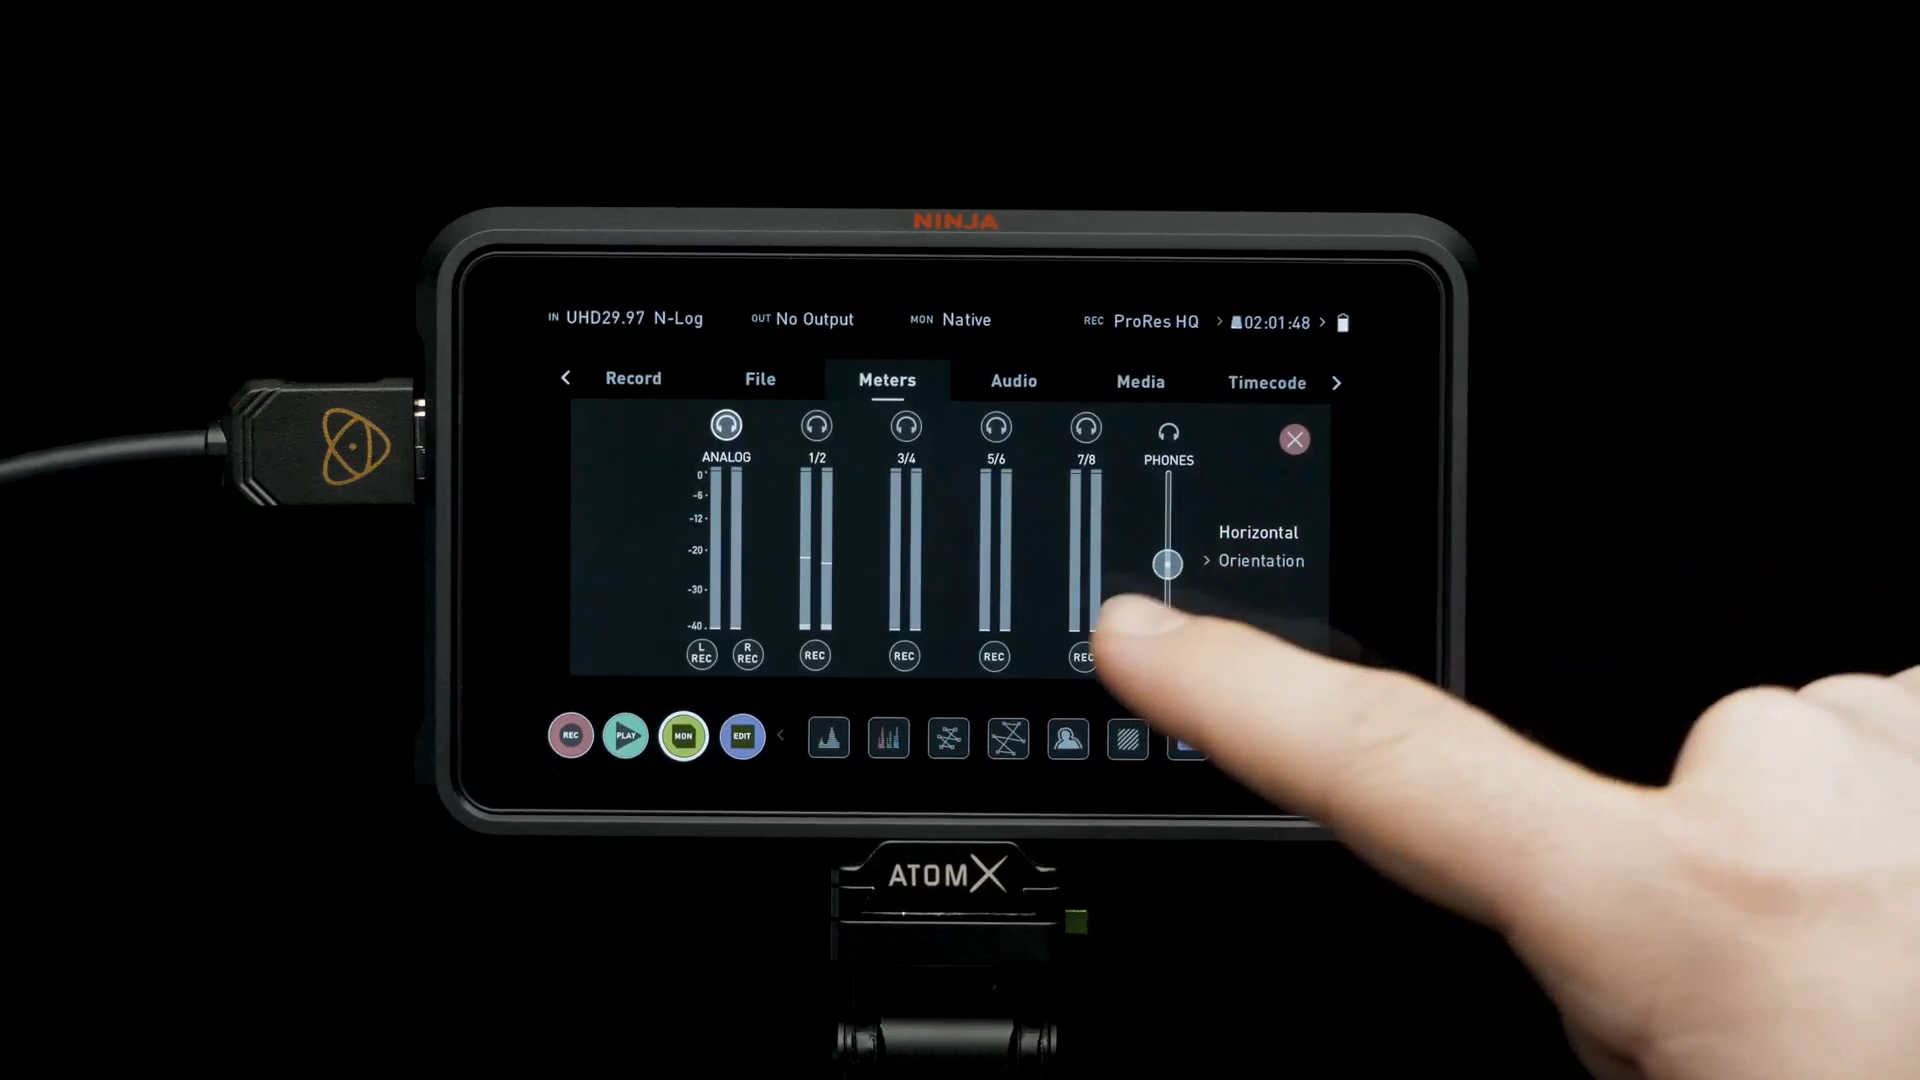 NINJA
IN UHD29.97 N-Log OUT No Output MON Native REC ProRes HQ > 02:01:48 >
< Record File Meters Audio Media Timecode >
ANALOG 1/2 3/4 5/6 7/8 PHONES
0
-6
-12
-20
-30
-40
Horizontal
> Orientation
L REC R REC REC REC REC REC
REC PLAY MON EDIT <
ATOMX